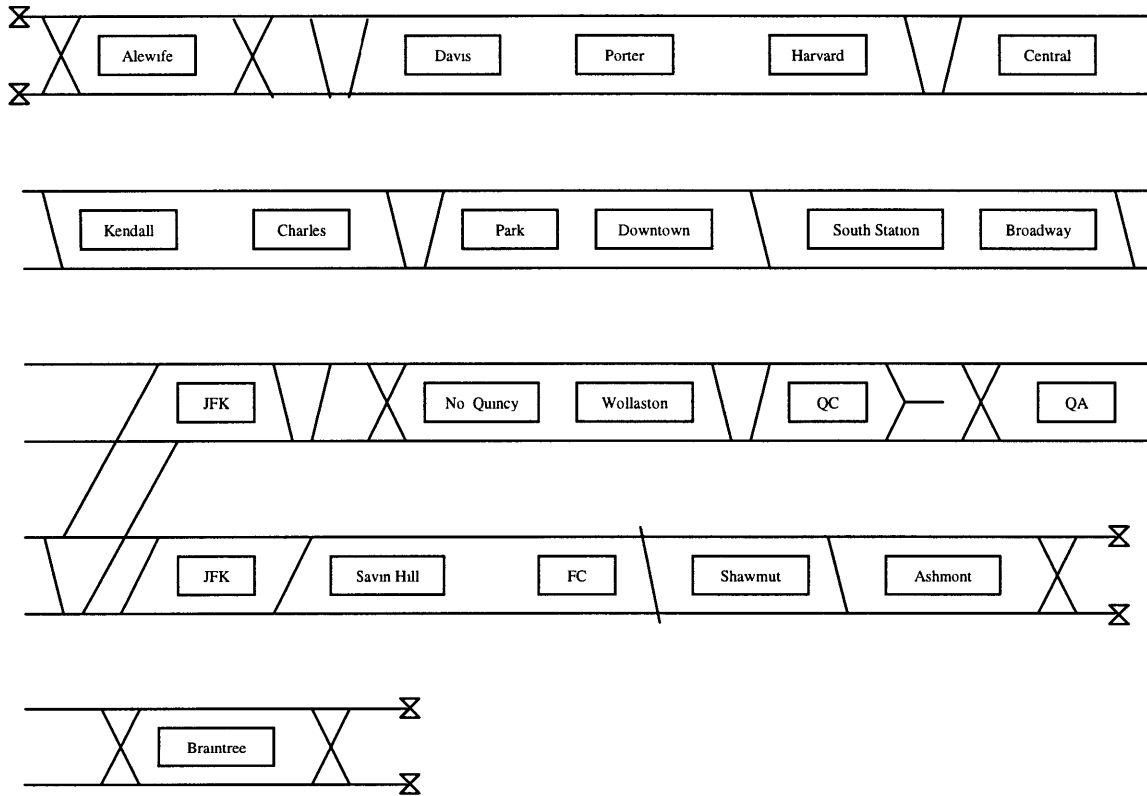 Alewife Davis Porter Harvard Central
Kendall Charles Park Downtown South Station Broadway
JFK No Quincy Wollaston QC QA
JFK Savin Hill FC Shawmut Ashmont
Braintree